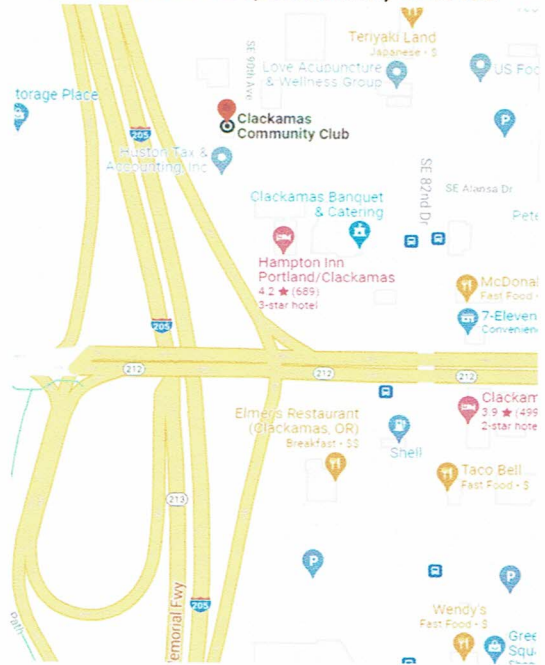 Teriyaki Land
Japanese · $
SE 90th Ave
Love Acupuncture
& Wellness Group
US Foo
torage Place
Clackamas
Community Club
205
Huston Tax &
Accounting, Inc
P
SE 82nd Dr
SE Alansa Dr
Clackamas Banquet
& Catering
Pete
Hampton Inn
Portland/Clackamas
4.2 ★ (689)
3-star hotel
McDonal
Fast Food ·
7-Eleven
Convenien
205
212
212
212
Clackam
3.9 ★ (499
2-star hote
Elmer's Restaurant
(Clackamas, OR)
Breakfast · $$
Shell
Taco Bell
Fast Food · $
213
P
P
205
emorial Fwy
Path
Wendy's
Fast Food · $
Gree
Squ